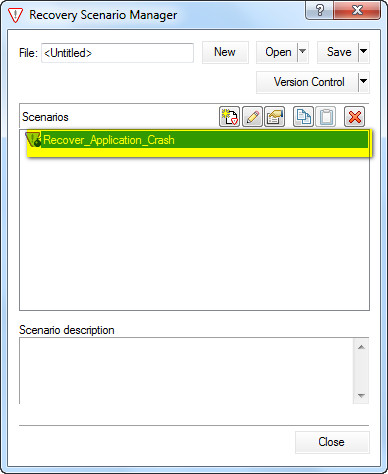 Recovery Scenario Manager
File: <Untitled> New Open Save
Version Control
Scenarios
Recover_Application_Crash
Scenario description
Close